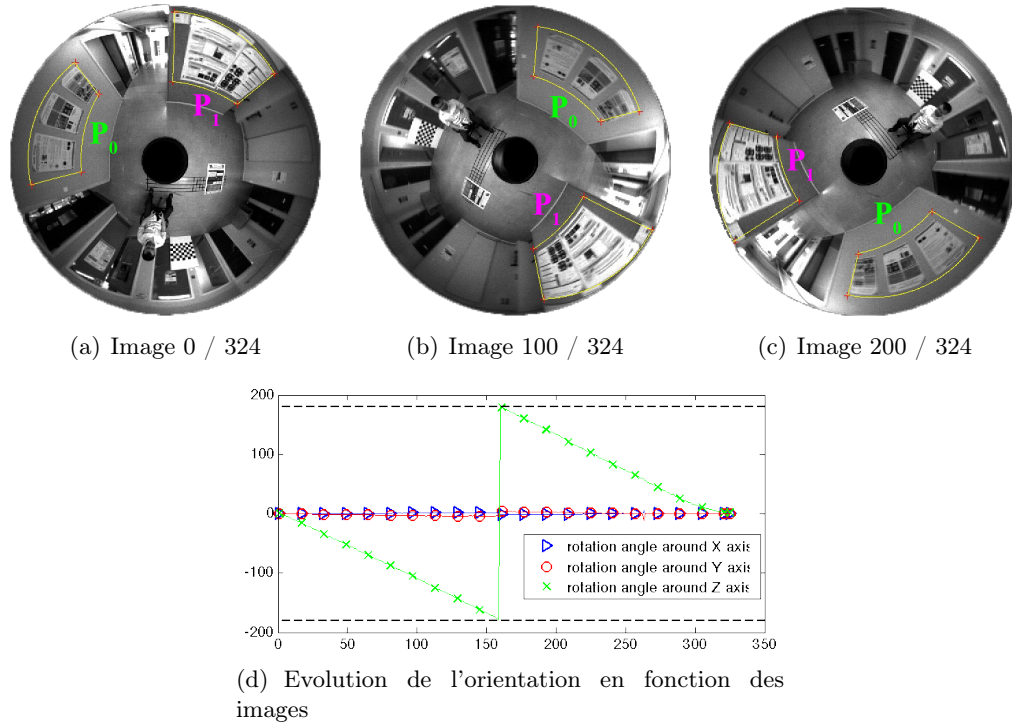 P0
P1
P0
P1
P1
P0
(a) Image 0 / 324
(b) Image 100 / 324
(c) Image 200 / 324
200
100
0
-100
-200
0 50 100 150 200 250 300 350
rotation angle around X axis
rotation angle around Y axis
rotation angle around Z axis
(d) Evolution de l'orientation en fonction des
images